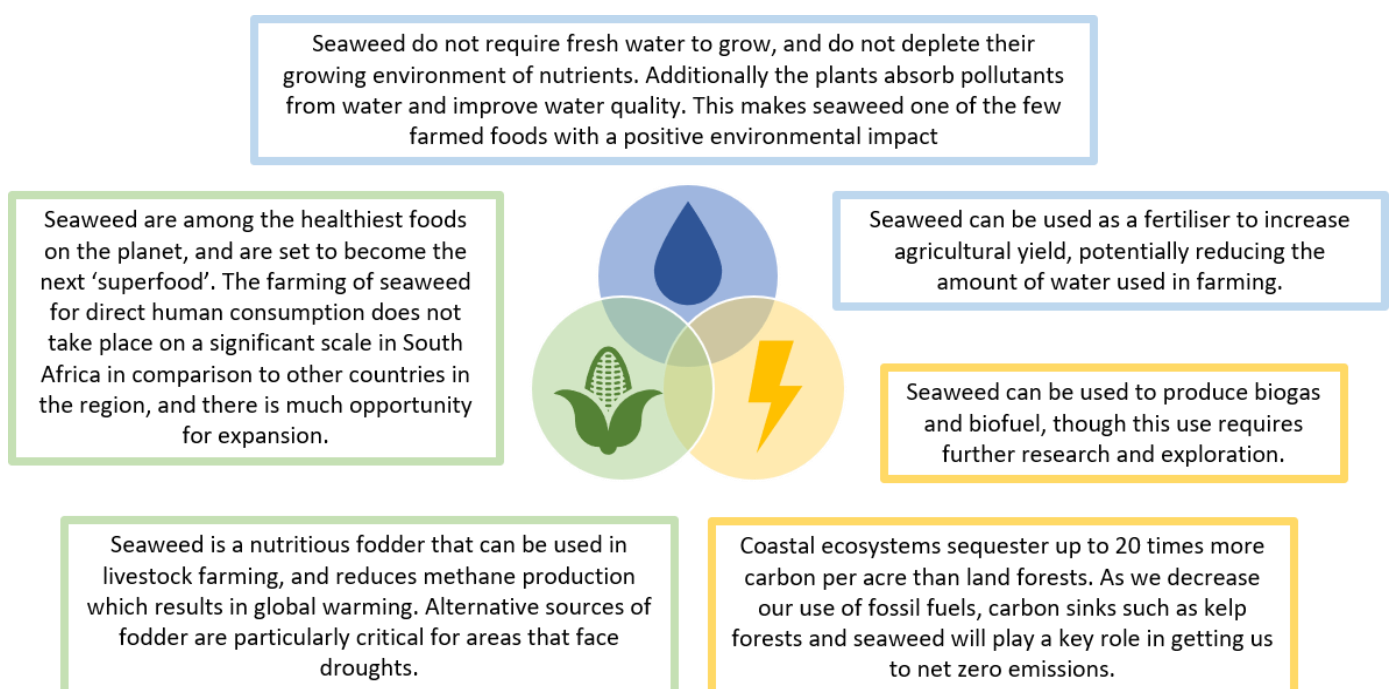 Seaweed do not require fresh water to grow, and do not deplete their
growing environment of nutrients. Additionally the plants absorb pollutants
from water and improve water quality. This makes seaweed one of the few
farmed foods with a positive environmental impact
Seaweed are among the healthiest foods
on the planet, and are set to become the
next ‘superfood’. The farming of seaweed
for direct human consumption does not
take place on a significant scale in South
Africa in comparison to other countries in
the region, and there is much opportunity
for expansion.
Seaweed can be used as a fertiliser to increase
agricultural yield, potentially reducing the
amount of water used in farming.
Seaweed can be used to produce biogas
and biofuel, though this use requires
further research and exploration.
Seaweed is a nutritious fodder that can be used in
livestock farming, and reduces methane production
which results in global warming. Alternative sources of
fodder are particularly critical for areas that face
droughts.
Coastal ecosystems sequester up to 20 times more
carbon per acre than land forests. As we decrease
our use of fossil fuels, carbon sinks such as kelp
forests and seaweed will play a key role in getting us
to net zero emissions.